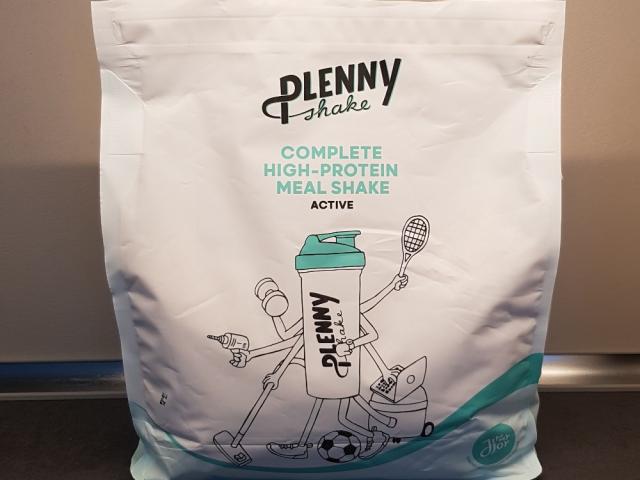 PLENNY
shake
COMPLETE
HIGH-PROTEIN
MEAL SHAKE
ACTIVE
PLENNY
shake